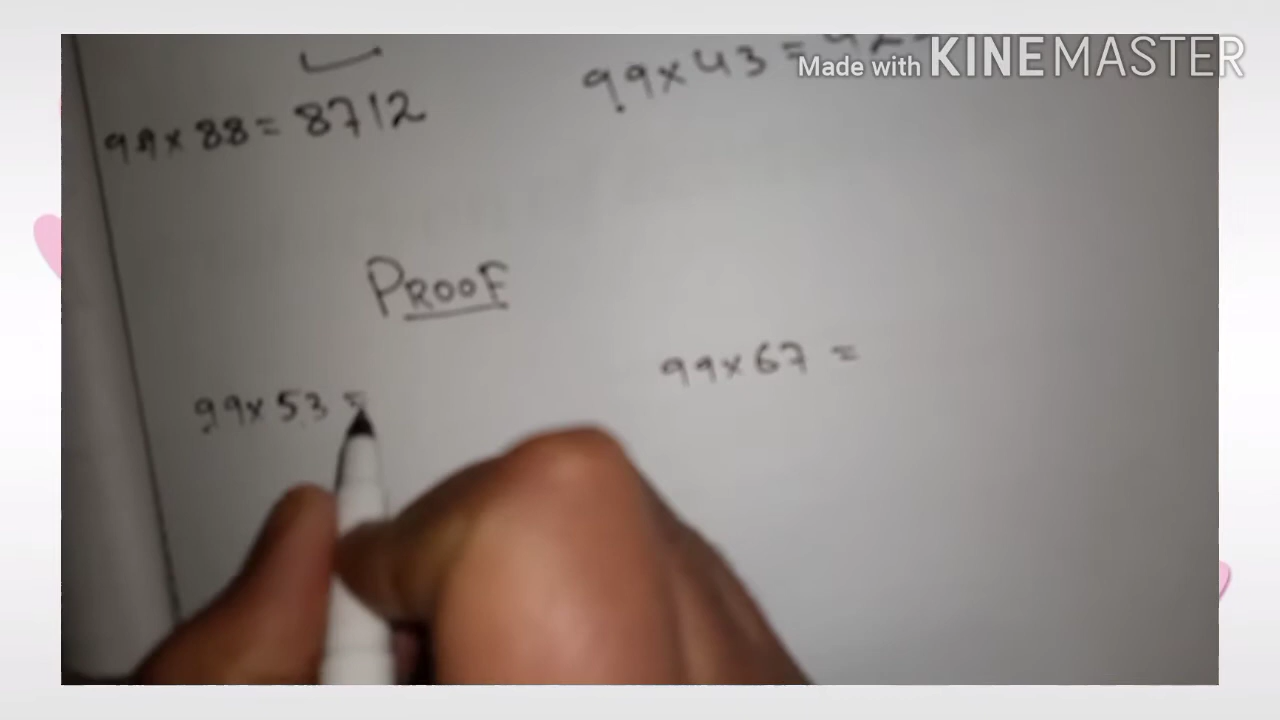 Made with KINEMASTER
99x43=
99x88=8712
PROOF
99x67 =
99x53 =